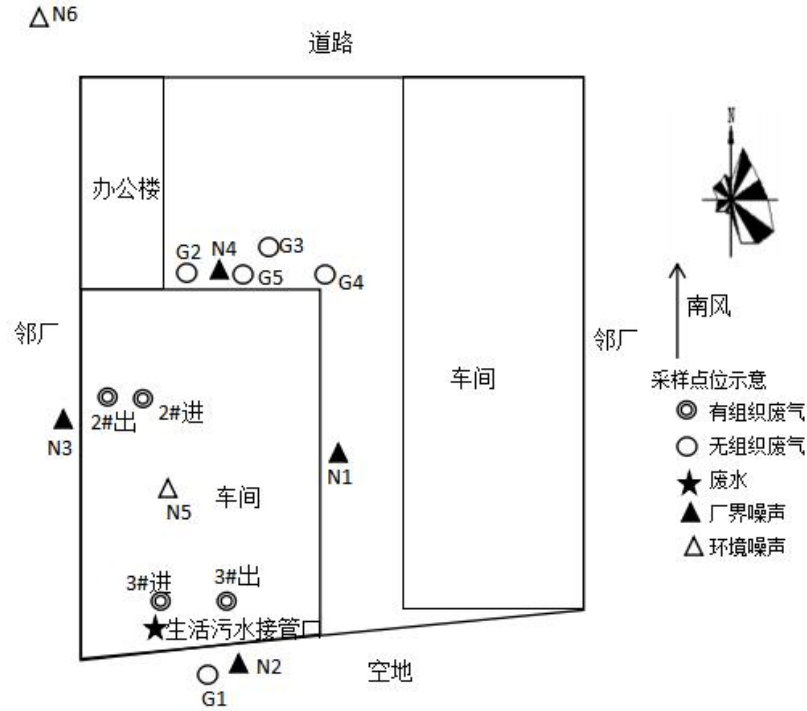 N6
道路
N
办公楼
G2
N4
G3
G5
G4
南风
邻厂
邻厂
车间
采样点位示意
2#出
2#进
有组织废气
N3
N1
无组织废气
车间
N5
废水
厂界噪声
环境噪声
3#进
3#出
生活污水接管口
N2
空地
G1